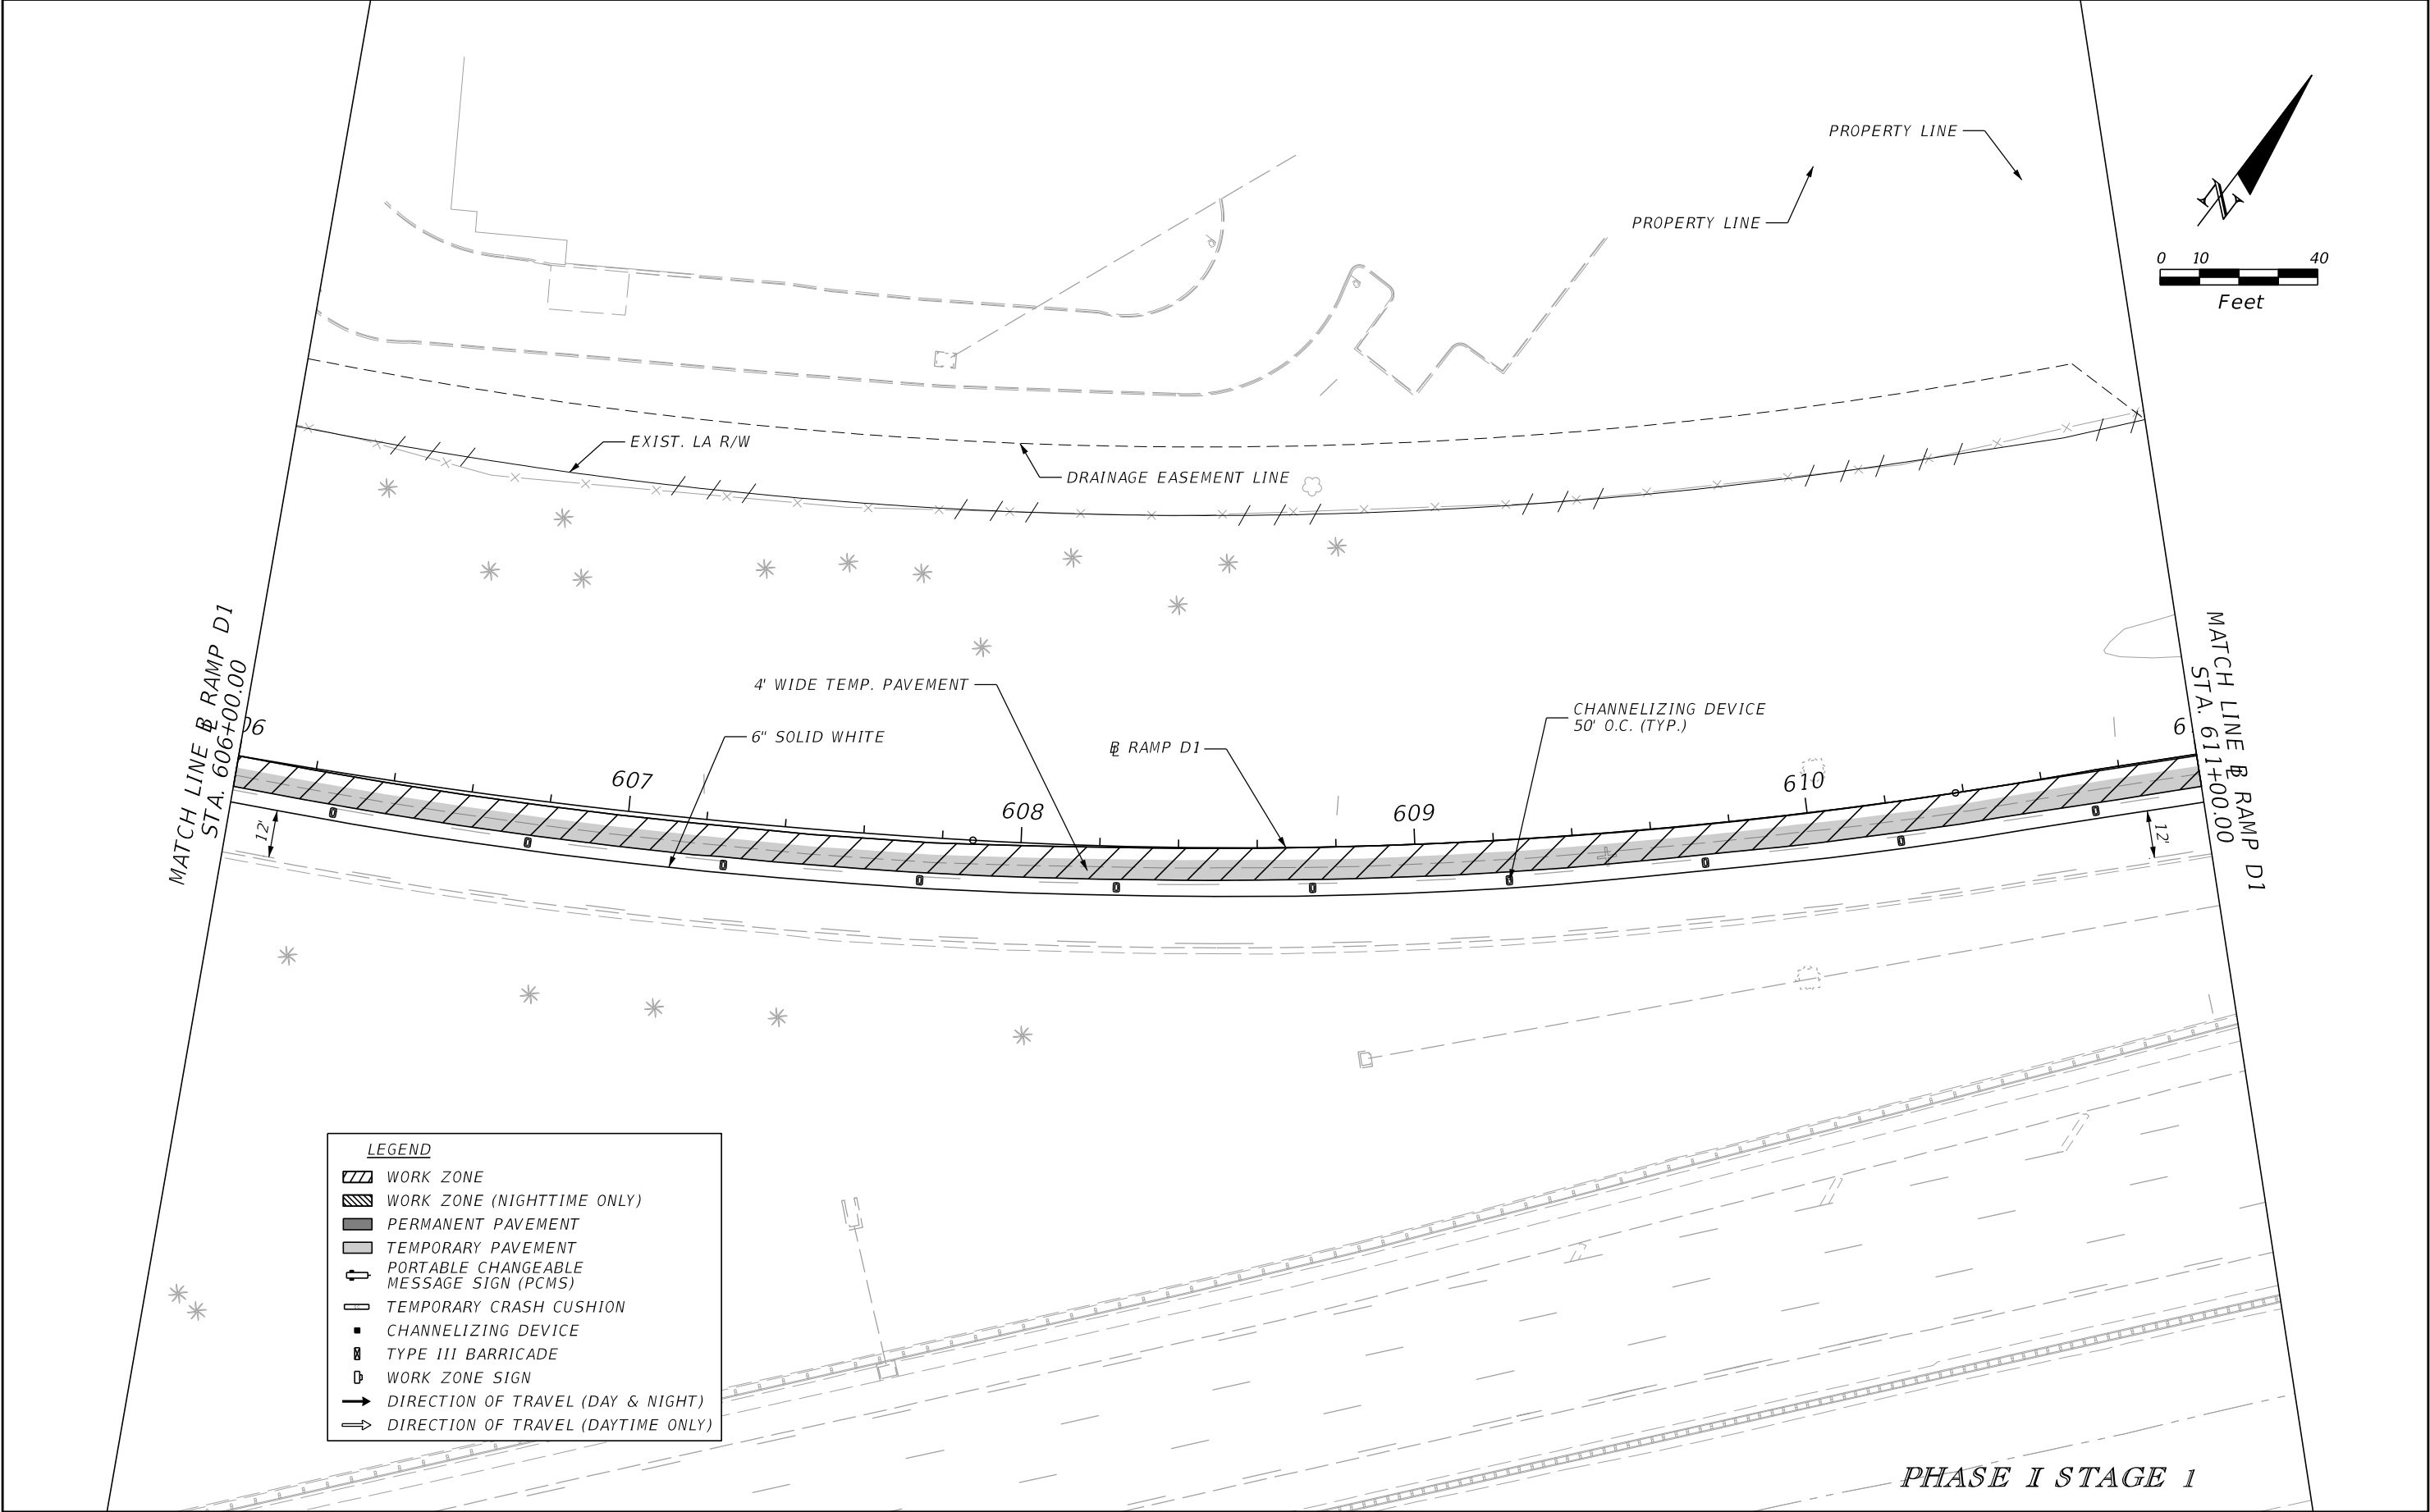 PROPERTY LINE
PROPERTY LINE
N
0 10 40
Feet
EXIST. LA R/W
DRAINAGE EASEMENT LINE
MATCH LINE ℄ RAMP D1
STA. 606+00.00
06
4' WIDE TEMP. PAVEMENT
6" SOLID WHITE
BL RAMP D1
CHANNELIZING DEVICE
50' O.C. (TYP.)
607
608
609
610
6
MATCH LINE BL RAMP D1
STA. 611+00.00
12'
12'
LEGEND
WORK ZONE
WORK ZONE (NIGHTTIME ONLY)
PERMANENT PAVEMENT
TEMPORARY PAVEMENT
PORTABLE CHANGEABLE
MESSAGE SIGN (PCMS)
TEMPORARY CRASH CUSHION
CHANNELIZING DEVICE
TYPE III BARRICADE
WORK ZONE SIGN
DIRECTION OF TRAVEL (DAY & NIGHT)
DIRECTION OF TRAVEL (DAYTIME ONLY)
PHASE I STAGE 1